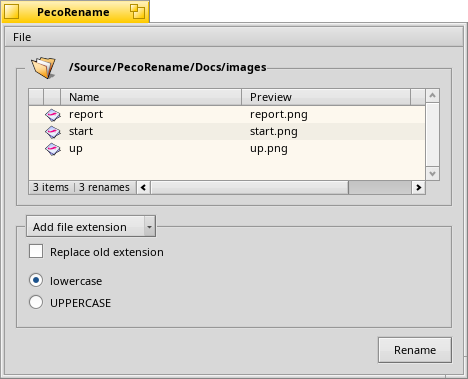 PecoRename
File
/Source/PecoRename/Docs/images
Name Preview
report report.png
start start.png
up up.png
3 items 3 renames
Add file extension
Replace old extension
lowercase
UPPERCASE
Rename